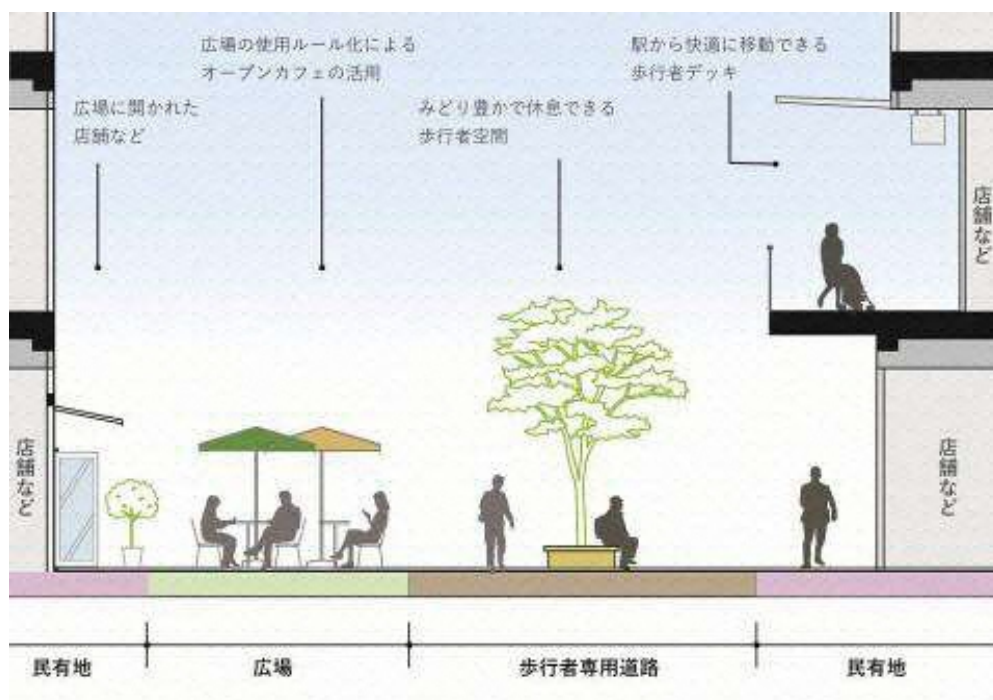 広場の使用ルール化による
オープンカフェの活用
駅から快適に移動できる
歩行者デッキ
広場に開かれた
店舗など
みどり豊かで休息できる
歩行者空間
店舗など
店舗など
店舗など
民有地
広場
歩行者専用道路
民有地